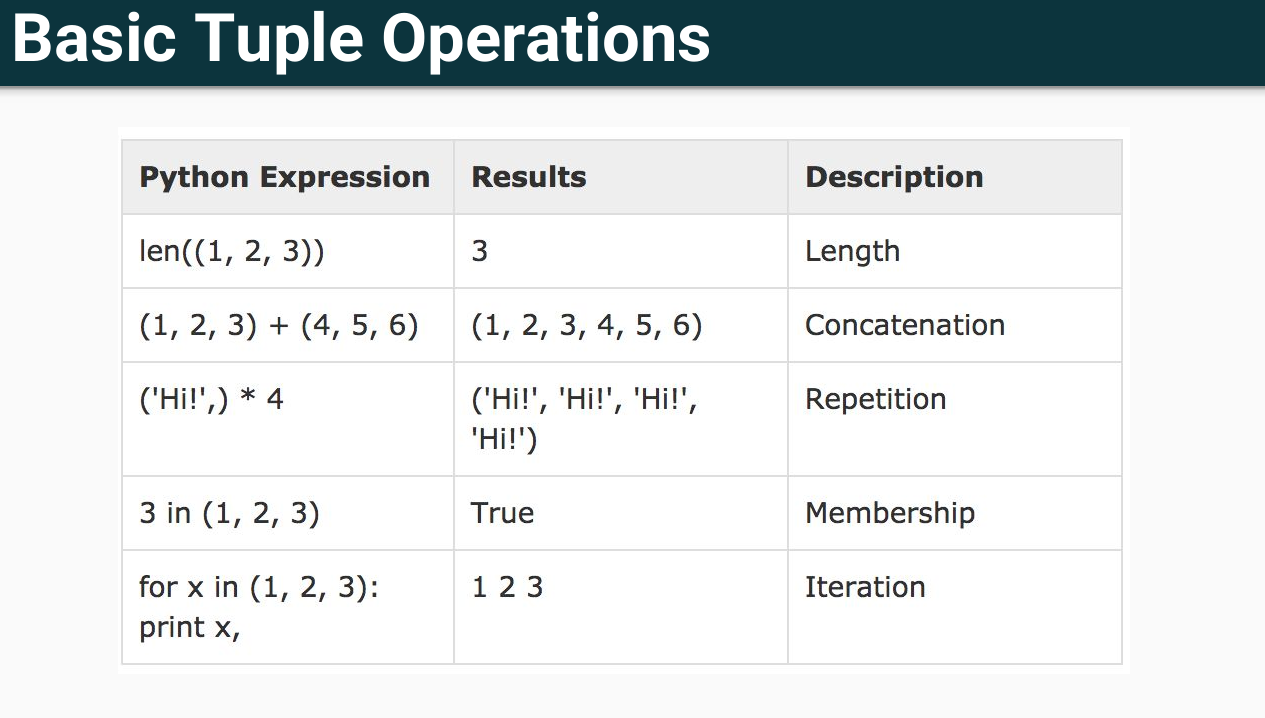 Basic Tuple Operations
Python Expression Results Description
len((1, 2, 3)) 3 Length
(1, 2, 3) + (4, 5, 6) (1, 2, 3, 4, 5, 6) Concatenation
('Hi!',) * 4 ('Hi!', 'Hi!', 'Hi!', Repetition
'Hi!')
3 in (1, 2, 3) True Membership
for x in (1, 2, 3): 1 2 3 Iteration
print x,